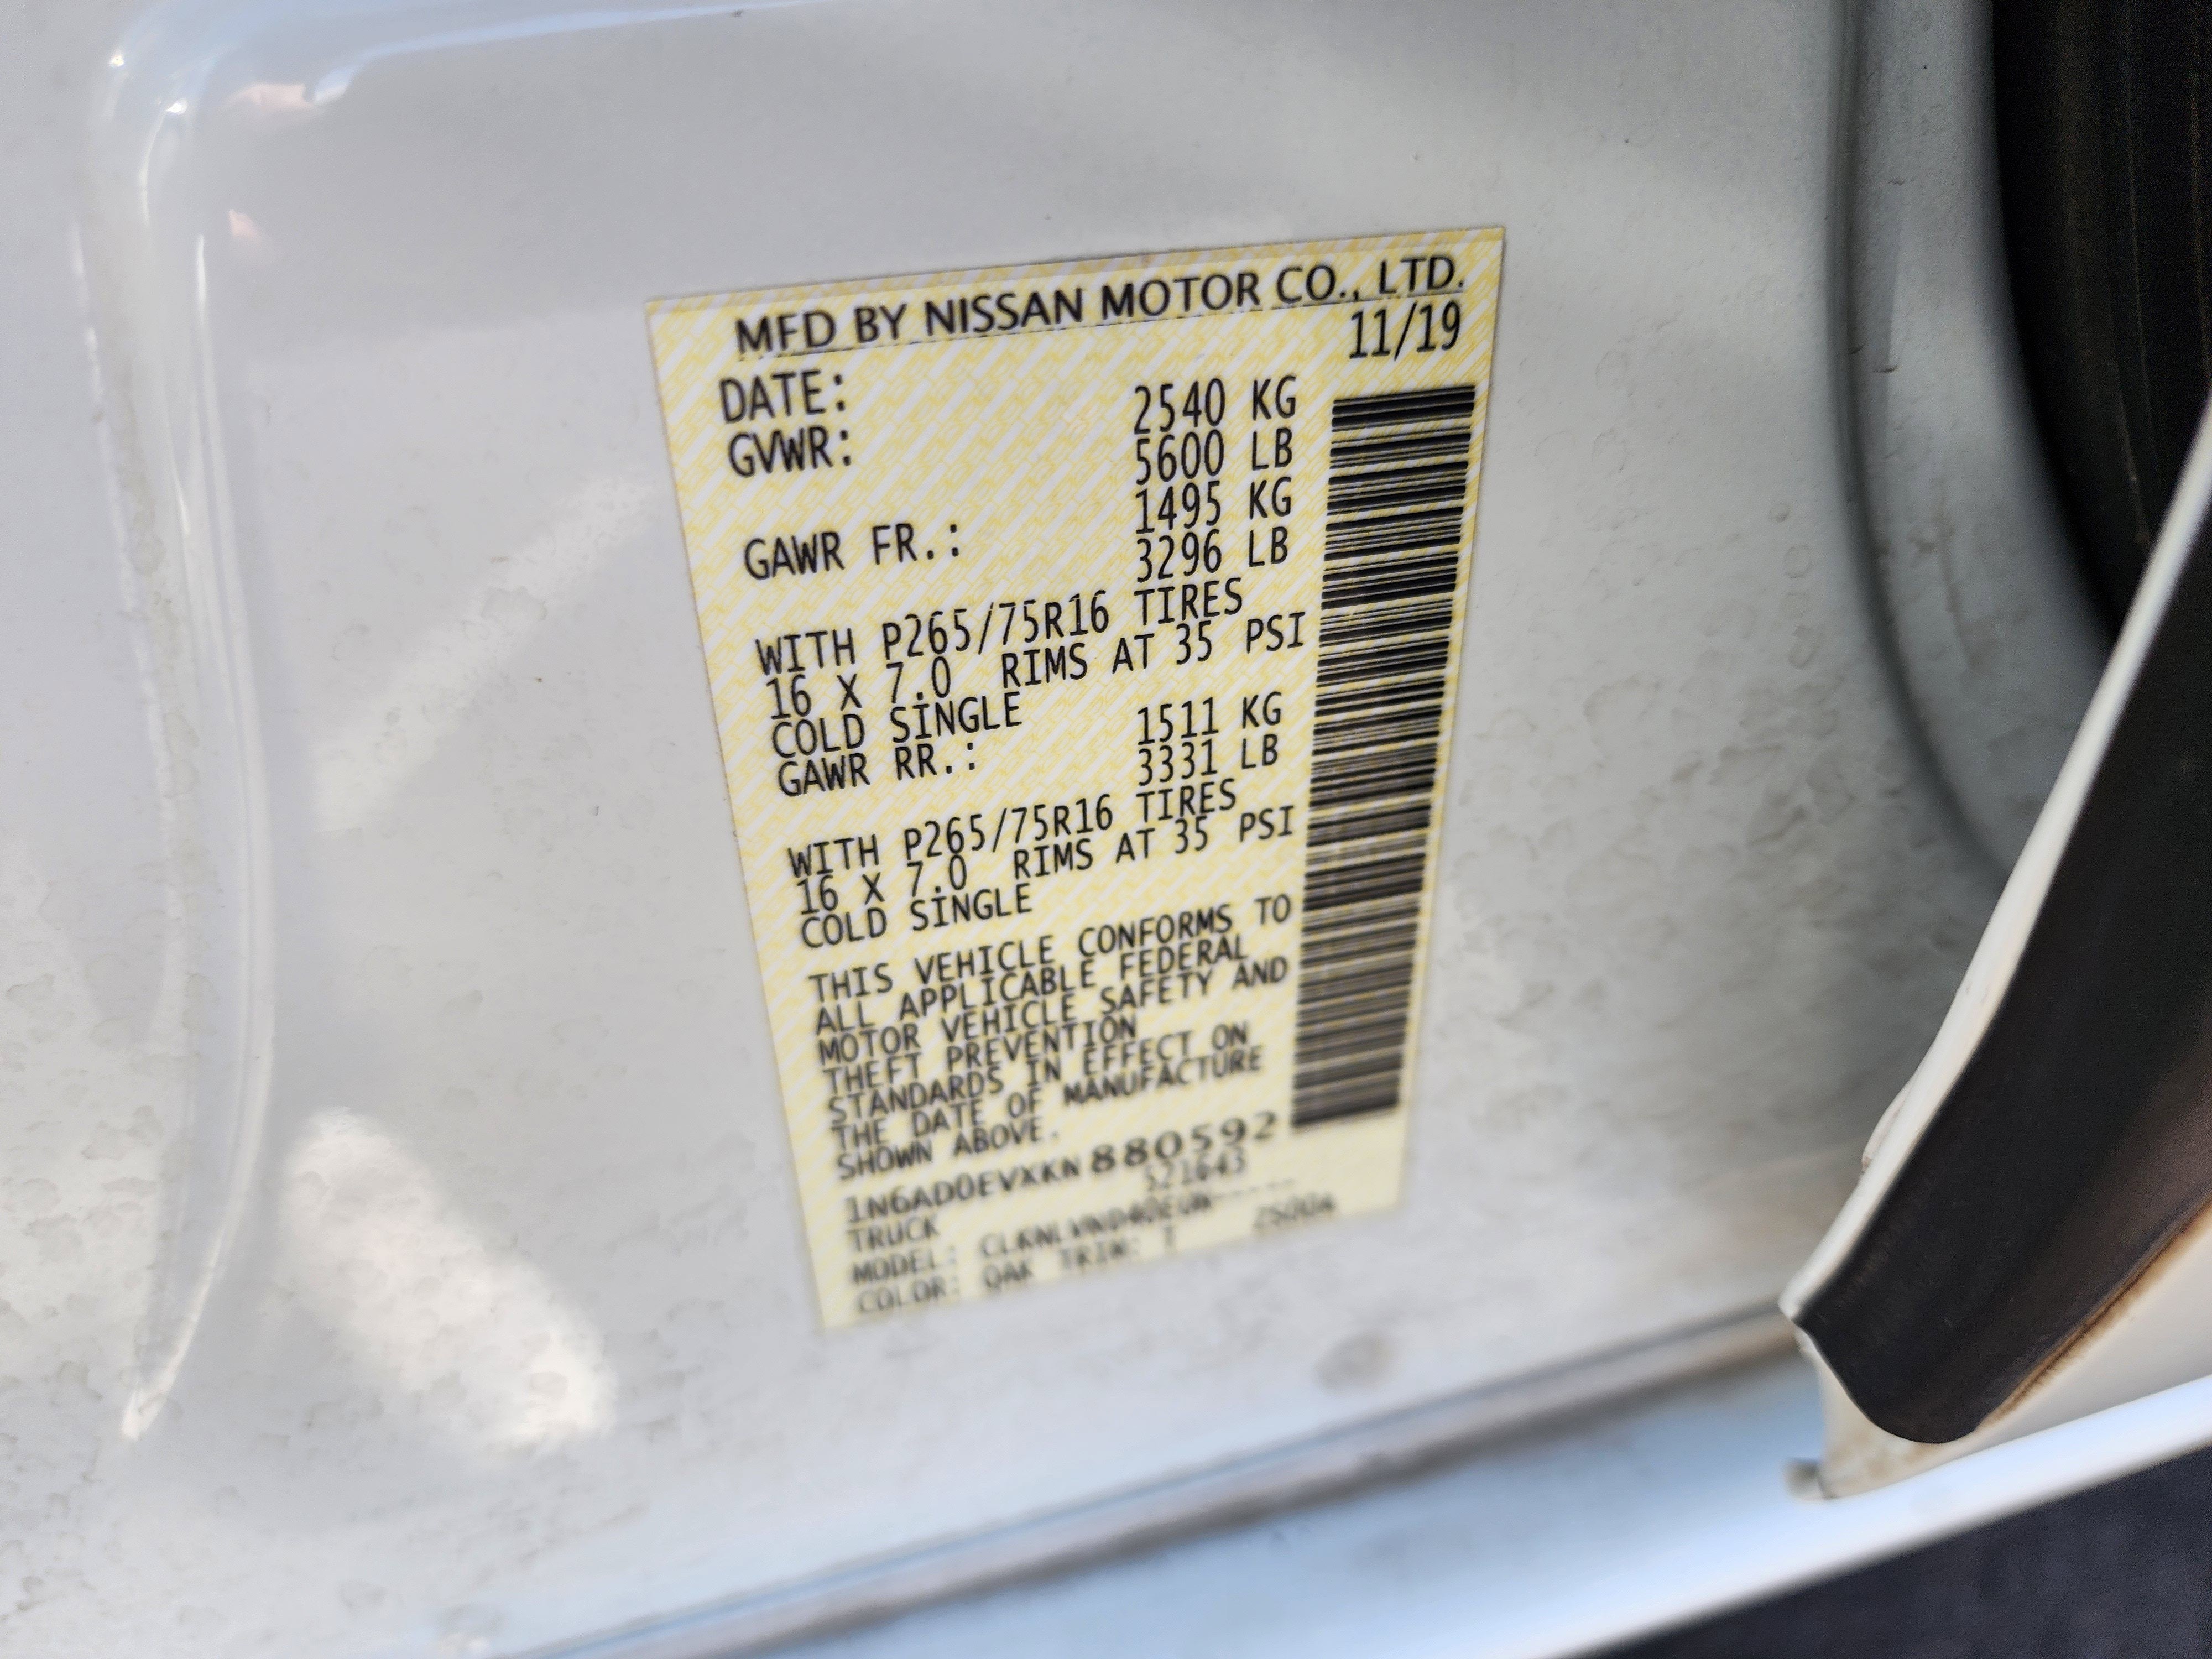 MFD BY NISSAN MOTOR CO., LTD.
DATE: 11/19
GVWR: 2540 KG
5600 LB
GAWR FR.: 1495 KG
3296 LB
WITH P265/75R16 TIRES
16 X 7.0 RIMS AT 35 PSI
COLD SINGLE
GAWR RR.: 1511 KG
3331 LB
WITH P265/75R16 TIRES
16 X 7.0 RIMS AT 35 PSI
COLD SINGLE
THIS VEHICLE CONFORMS TO
ALL APPLICABLE FEDERAL
MOTOR VEHICLE SAFETY AND
THEFT PREVENTION
STANDARDS IN EFFECT ON
THE DATE OF MANUFACTURE
SHOWN ABOVE.
1N6AD0EVXKN880592
TRUCK S21643
MODEL:
COLOR: QAK TRIM: